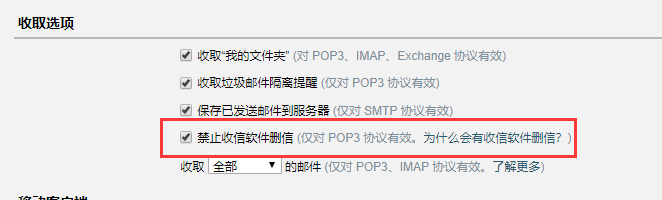 收取选项
收取“我的文件夹” (对 POP3、IMAP、Exchange 协议有效)
收取垃圾邮件隔离提醒 (仅对 POP3 协议有效)
保存已发送邮件到服务器 (仅对 SMTP 协议有效)
禁止收信软件删信 (仅对 POP3 协议有效。为什么会有收信软件删信？)
收取 全部 的邮件 (仅对 POP3、IMAP 协议有效。了解更多)
移动客户端